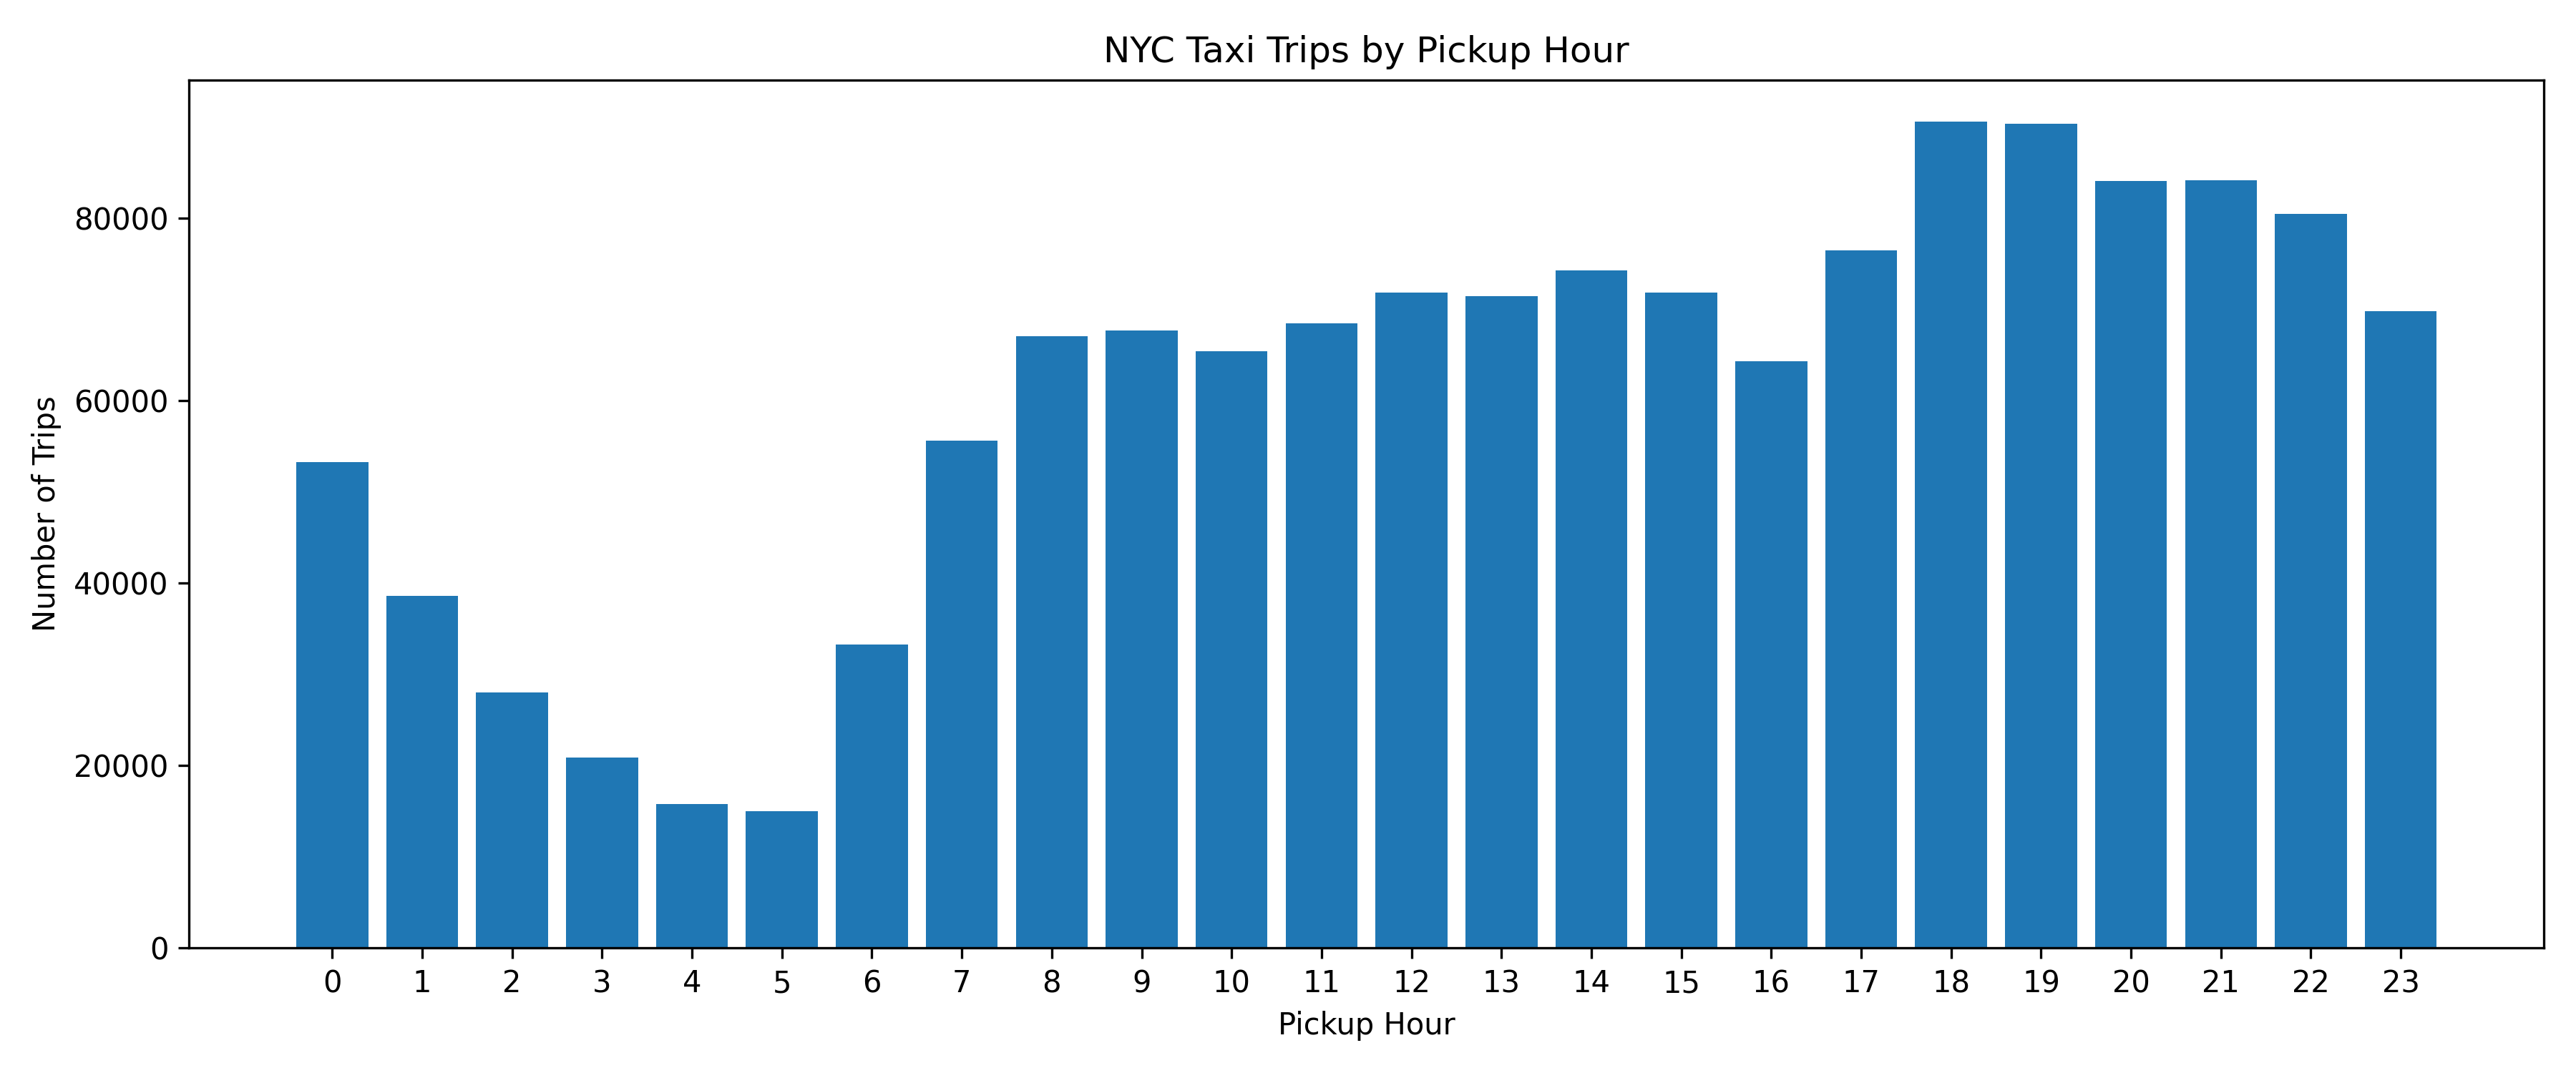 NYC Taxi Trips by Pickup Hour
Number of Trips
80000
60000
40000
20000
0
0 1 2 3 4 5 6 7 8 9 10 11 12 13 14 15 16 17 18 19 20 21 22 23
Pickup Hour